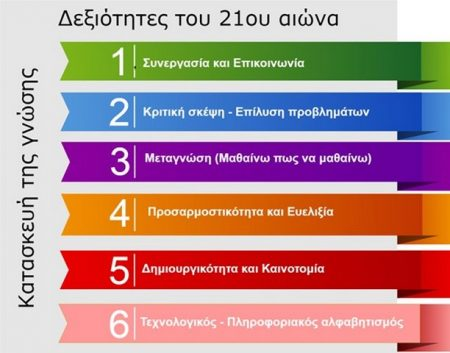 Δεξιότητες του 21ου αιώνα
Κατασκευή της γνώσης
1. Συνεργασία και Επικοινωνία
2 Κριτική σκέψη - Επίλυση προβλημάτων
3 Μεταγνώση (Μαθαίνω πως να μαθαίνω)
4 Προσαρμοστικότητα και Ευελιξία
5 Δημιουργικότητα και Καινοτομία
6 Τεχνολογικός - Πληροφοριακός αλφαβητισμός